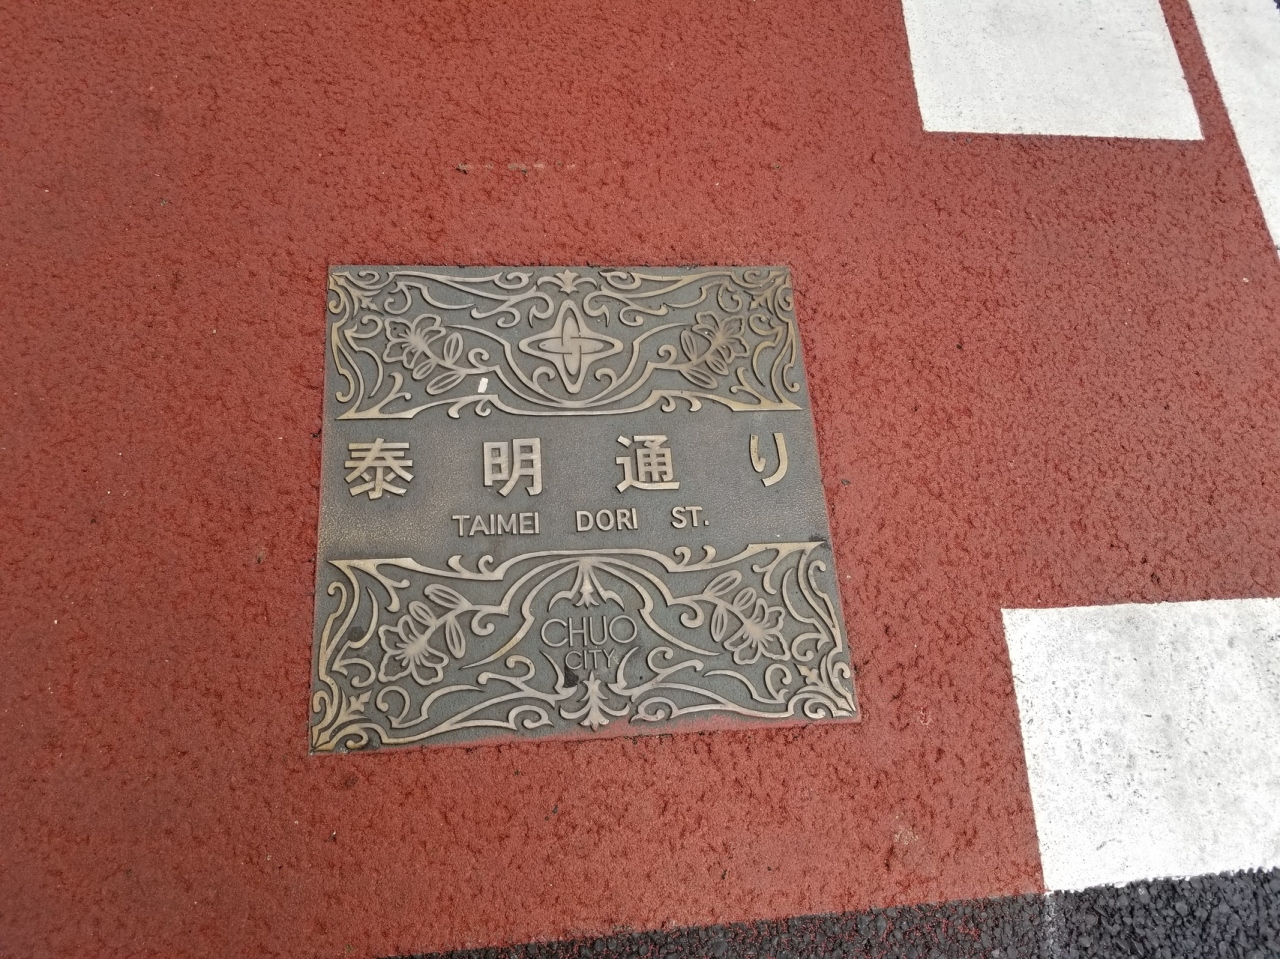 泰明通り
TAIMEI DORI ST.
CHUO
CITY